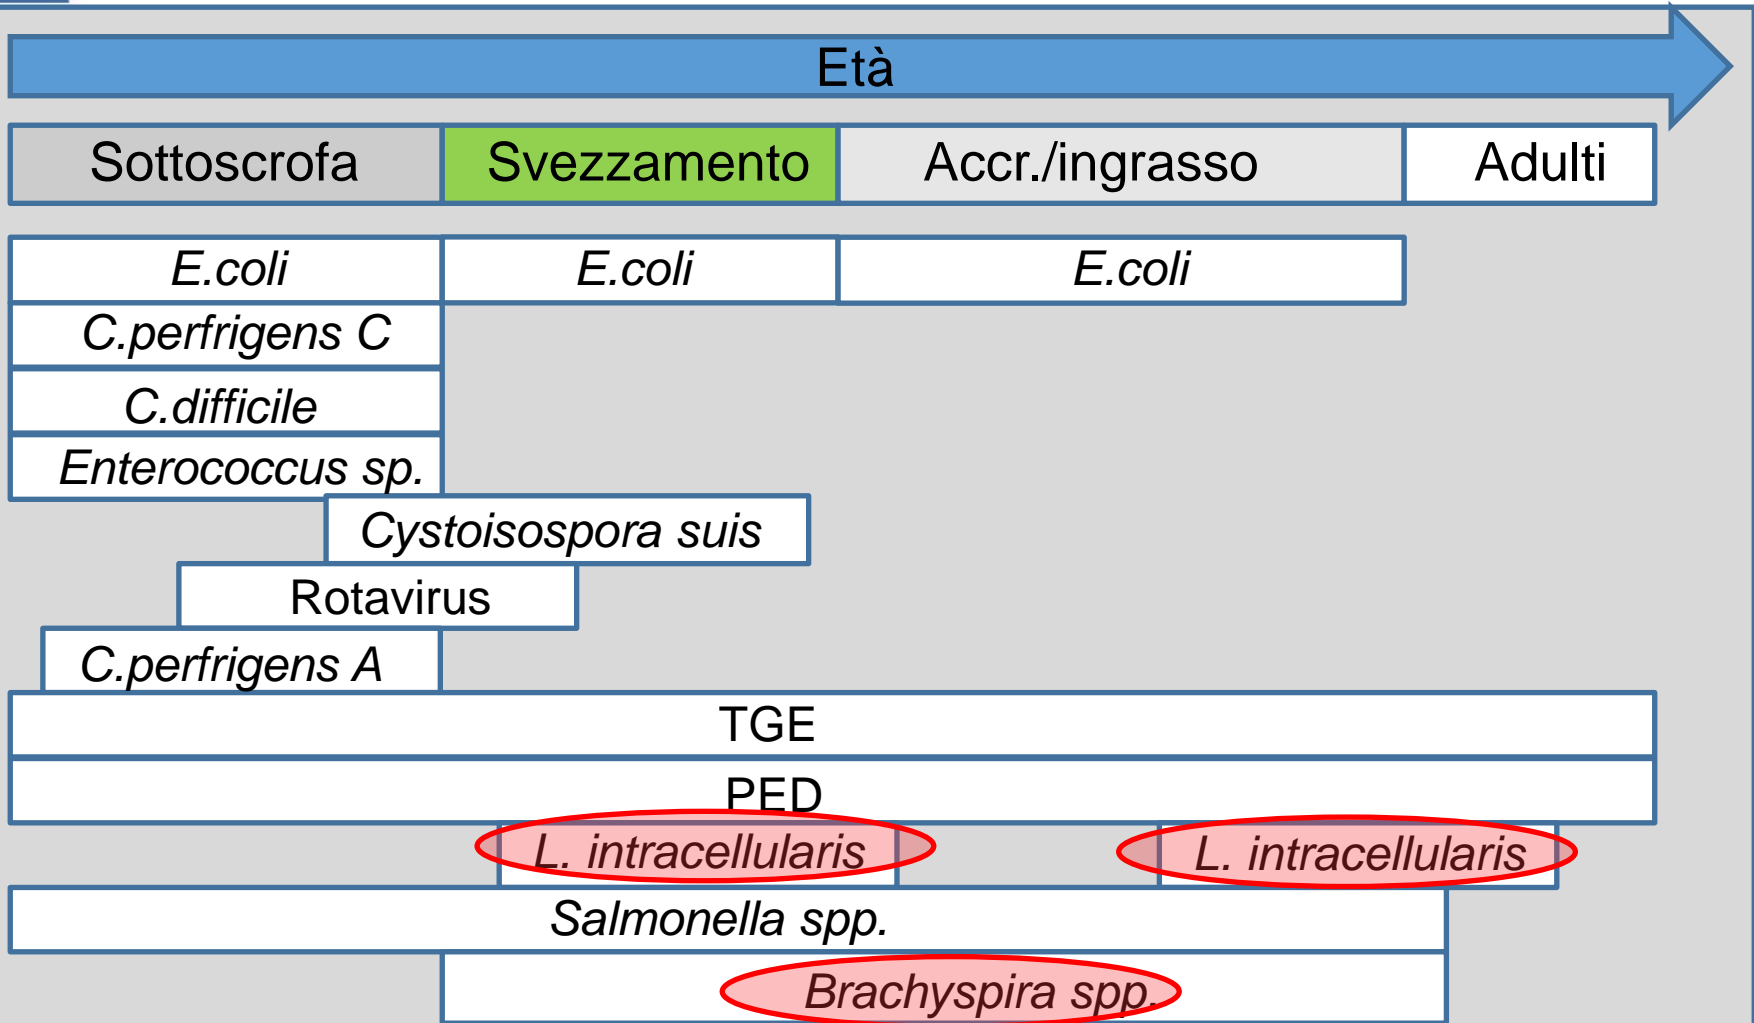 Età
Sottoscrofa Svezzamento Accr./ingrasso Adulti
E.coli E.coli E.coli
C.perfrigens C
C.difficile
Enterococcus sp.
Cystoisospora suis
Rotavirus
C.perfrigens A
TGE
PED
L. intracellularis L. intracellularis
Salmonella spp.
Brachyspira spp.